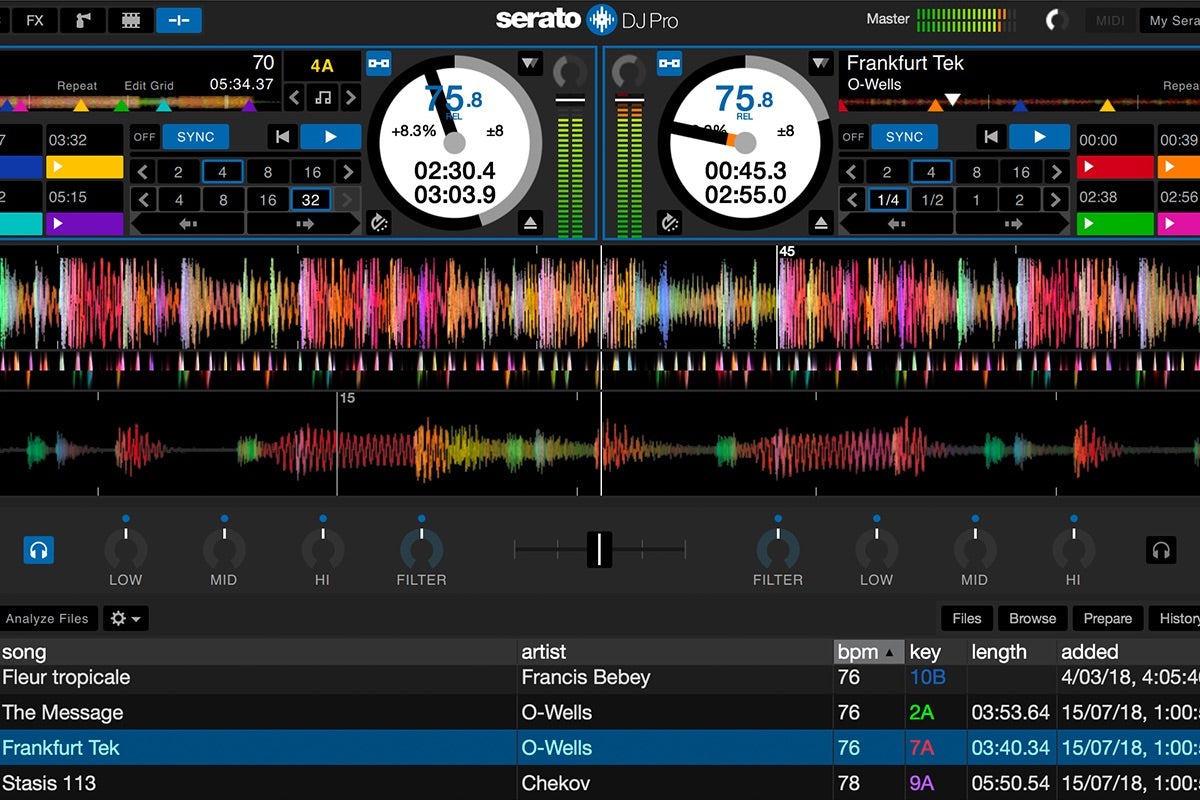 FX
serato DJ Pro
Master
MIDI
My Sera
70
4A
Repeat
Edit Grid
05:34.37
75.8
REL
+8.3%
±8
02:30.4
03:03.9
75.8
REL
±8
00:45.3
02:55.0
Frankfurt Tek
O-Wells
Repea
7
03:32
OFF
SYNC
2
4
8
16
2
05:15
4
8
16
32
OFF
SYNC
2
4
8
16
1/4
1/2
1
2
00:00
00:39
02:38
02:56
45
15
LOW
MID
HI
FILTER
FILTER
LOW
MID
HI
Analyze Files
Files
Browse
Prepare
History
song artist bpm key length added
Fleur tropicale Francis Bebey 76 10B 4/03/18, 4:05:4
The Message O-Wells 76 2A 03:53.64 15/07/18, 1:00:
Frankfurt Tek O-Wells 76 7A 03:40.34 15/07/18, 1:00:
Stasis 113 Chekov 78 9A 05:50.54 15/07/18, 1:00: